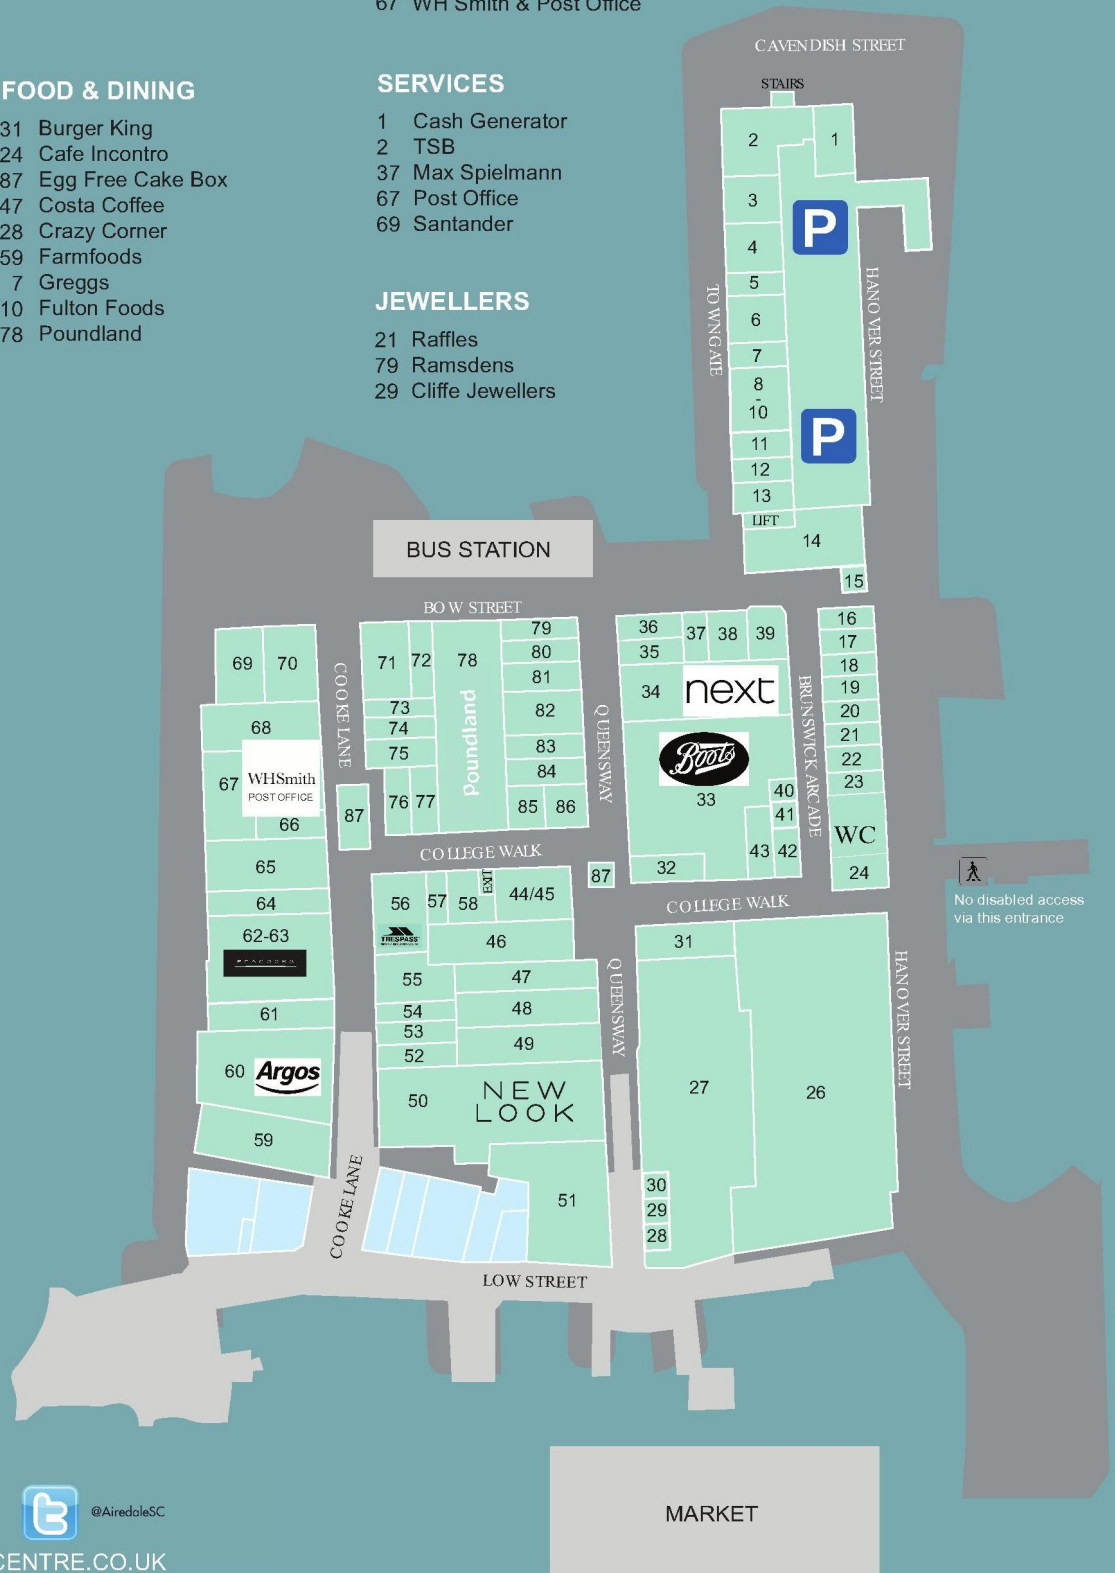 67 WH Smith & Post Office
FOOD & DINING
31 Burger King
24 Cafe Incontro
87 Egg Free Cake Box
47 Costa Coffee
28 Crazy Corner
59 Farmfoods
7 Greggs
10 Fulton Foods
78 Poundland
SERVICES
1 Cash Generator
2 TSB
37 Max Spielmann
67 Post Office
69 Santander
JEWELLERS
21 Raffles
79 Ramsdens
29 Cliffe Jewellers
CAVENDISH STREET
STAIRS
2
1
3
P
4
5
6
7
8
-
10
P
11
12
13
LIFT
14
15
TOWNGATE
HANOVER STREET
BUS STATION
BOW STREET
69
70
68
67
WHSmith
POST OFFICE
66
65
64
62-63
PEACOCKS
61
60
Argos
59
COOKE LANE
87
71
72
78
Poundland
73
74
75
76
77
79
80
81
82
83
84
85
86
QUEENSWAY
36
35
37
38
39
34
next
Boots
33
40
41
43
42
32
BRUNSWICK ARCADE
16
17
18
19
20
21
22
23
WC
24
COLLEGE WALK
87
COLLEGE WALK
No disabled access
via this entrance
56
57
58
EXIT
44/45
TRESPASS
46
55
47
54
48
53
49
52
50
NEW
LOOK
51
QUEENSWAY
31
27
26
30
29
28
HANOVER STREET
COOKE LANE
LOW STREET
MARKET
@AiredaleSC
CENTRE.CO.UK